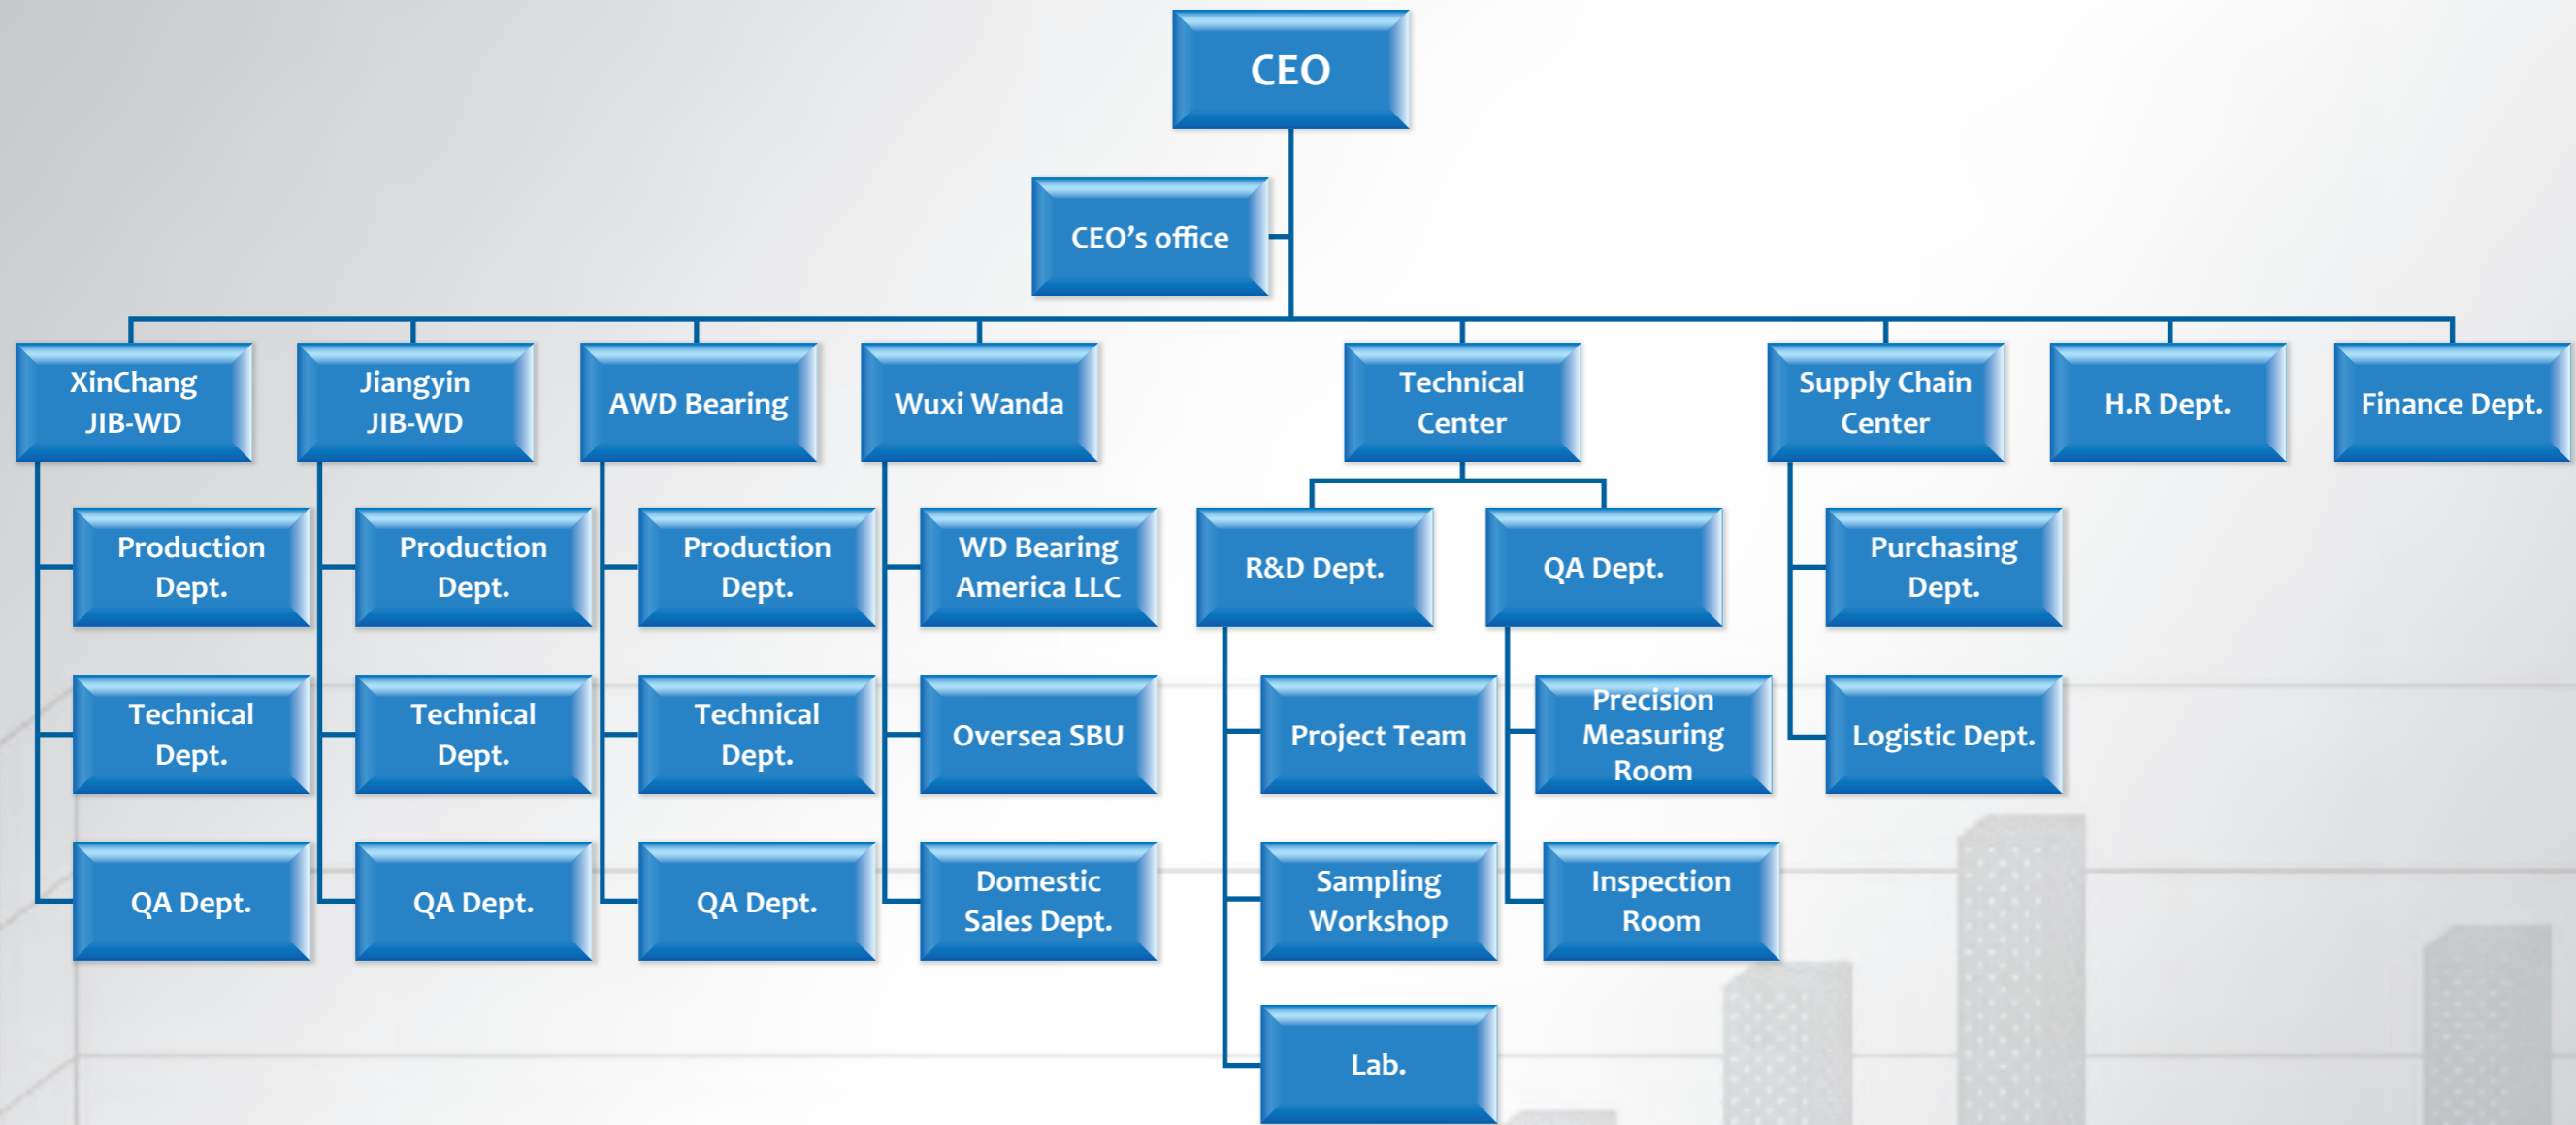 CEO
CEO's office
XinChang
JIB-WD
Jiangyin
JIB-WD
AWD Bearing
Wuxi Wanda
Technical
Center
Supply Chain
Center
H.R Dept.
Finance Dept.
Production
Dept.
Production
Dept.
Production
Dept.
WD Bearing
America LLC
R&D Dept.
QA Dept.
Purchasing
Dept.
Technical
Dept.
Technical
Dept.
Technical
Dept.
Oversea SBU
Project Team
Precision
Measuring
Room
Logistic Dept.
QA Dept.
QA Dept.
QA Dept.
Domestic
Sales Dept.
Sampling
Workshop
Inspection
Room
Lab.